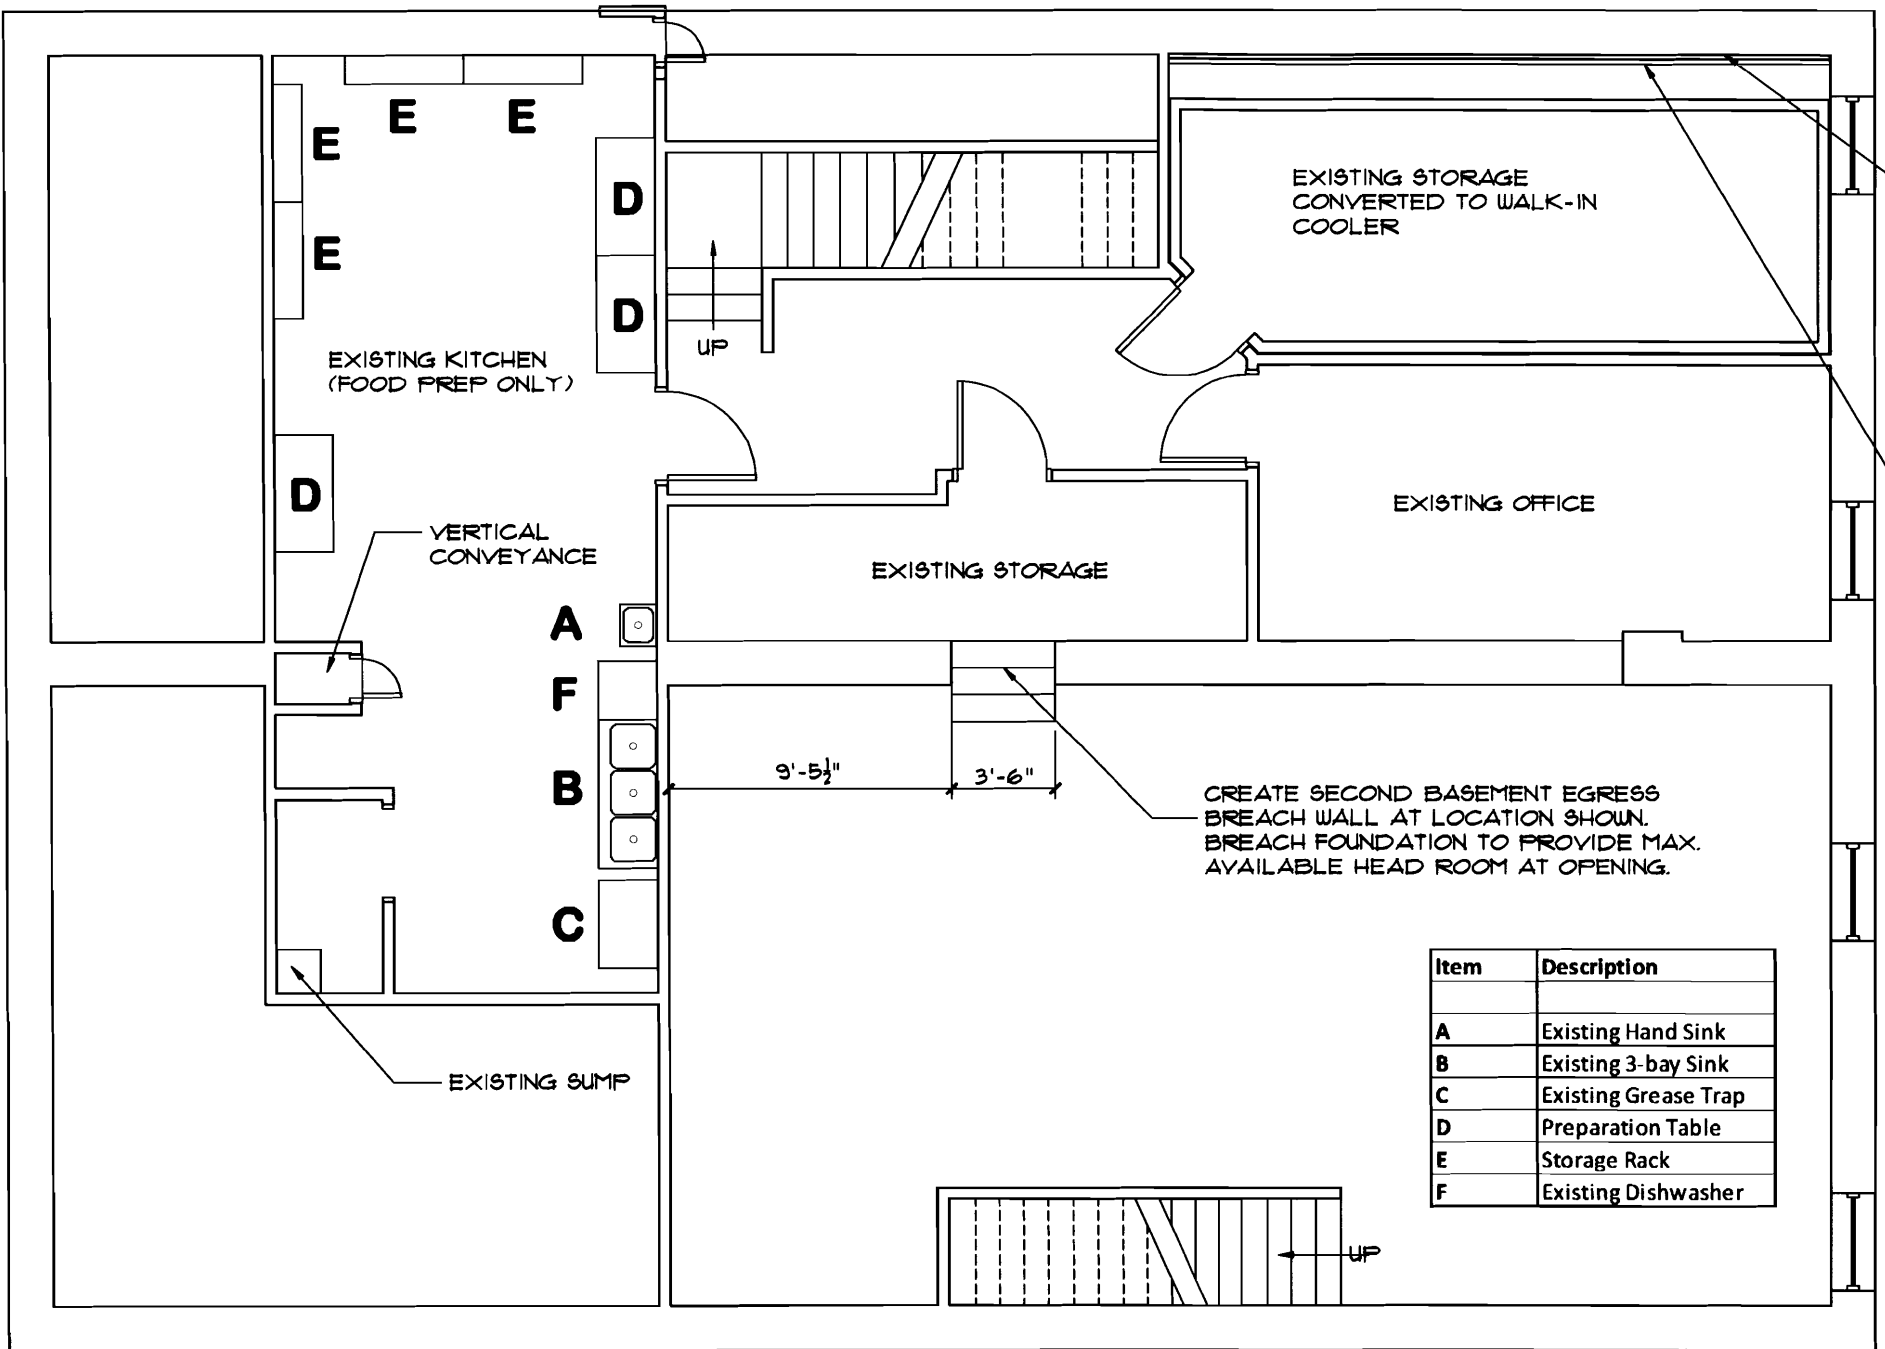 E
E
E
E
D
D
D
EXISTING KITCHEN
(FOOD PREP ONLY)
UP
EXISTING STORAGE
CONVERTED TO WALK-IN
COOLER
VERTICAL
CONVEYANCE
EXISTING STORAGE
EXISTING OFFICE
A
F
B
C
9'-5½"
3'-6"
CREATE SECOND BASEMENT EGRESS
BREACH WALL AT LOCATION SHOWN.
BREACH FOUNDATION TO PROVIDE MAX.
AVAILABLE HEAD ROOM AT OPENING.
EXISTING SUMP
UP
Item Description
A Existing Hand Sink
B Existing 3-bay Sink
C Existing Grease Trap
D Preparation Table
E Storage Rack
F Existing Dishwasher